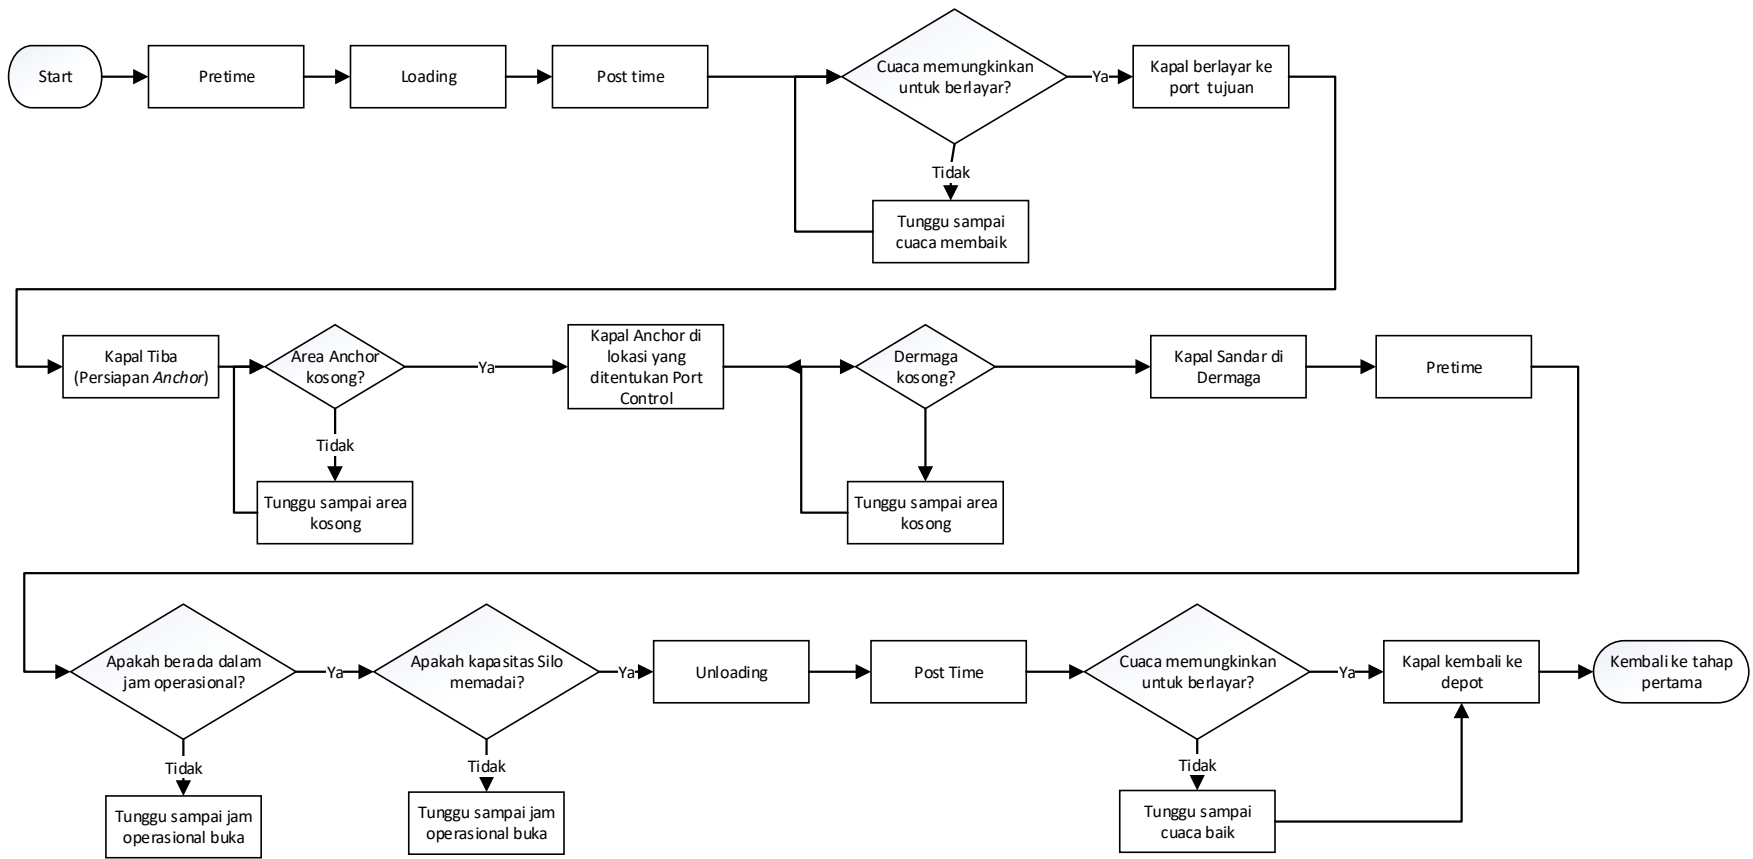 Start
Pretime
Loading
Post time
Cuaca memungkinkan
untuk berlayar?
Ya
Kapal berlayar ke
port tujuan
Tidak
Tunggu sampai
cuaca membaik
Kapal Tiba
(Persiapan Anchor)
Area Anchor
kosong?
Ya
Kapal Anchor di
lokasi yang
ditentukan Port
Control
Dermaga
kosong?
Kapal Sandar di
Dermaga
Pretime
Tidak
Tunggu sampai area
kosong
Tunggu sampai area
kosong
Apakah berada dalam
jam operasional?
Ya
Apakah kapasitas Silo
memadai?
Ya
Unloading
Post Time
Cuaca memungkinkan
untuk berlayar?
Ya
Kapal kembali ke
depot
Kembali ke tahap
pertama
Tidak
Tunggu sampai jam
operasional buka
Tidak
Tunggu sampai jam
operasional buka
Tidak
Tunggu sampai
cuaca baik